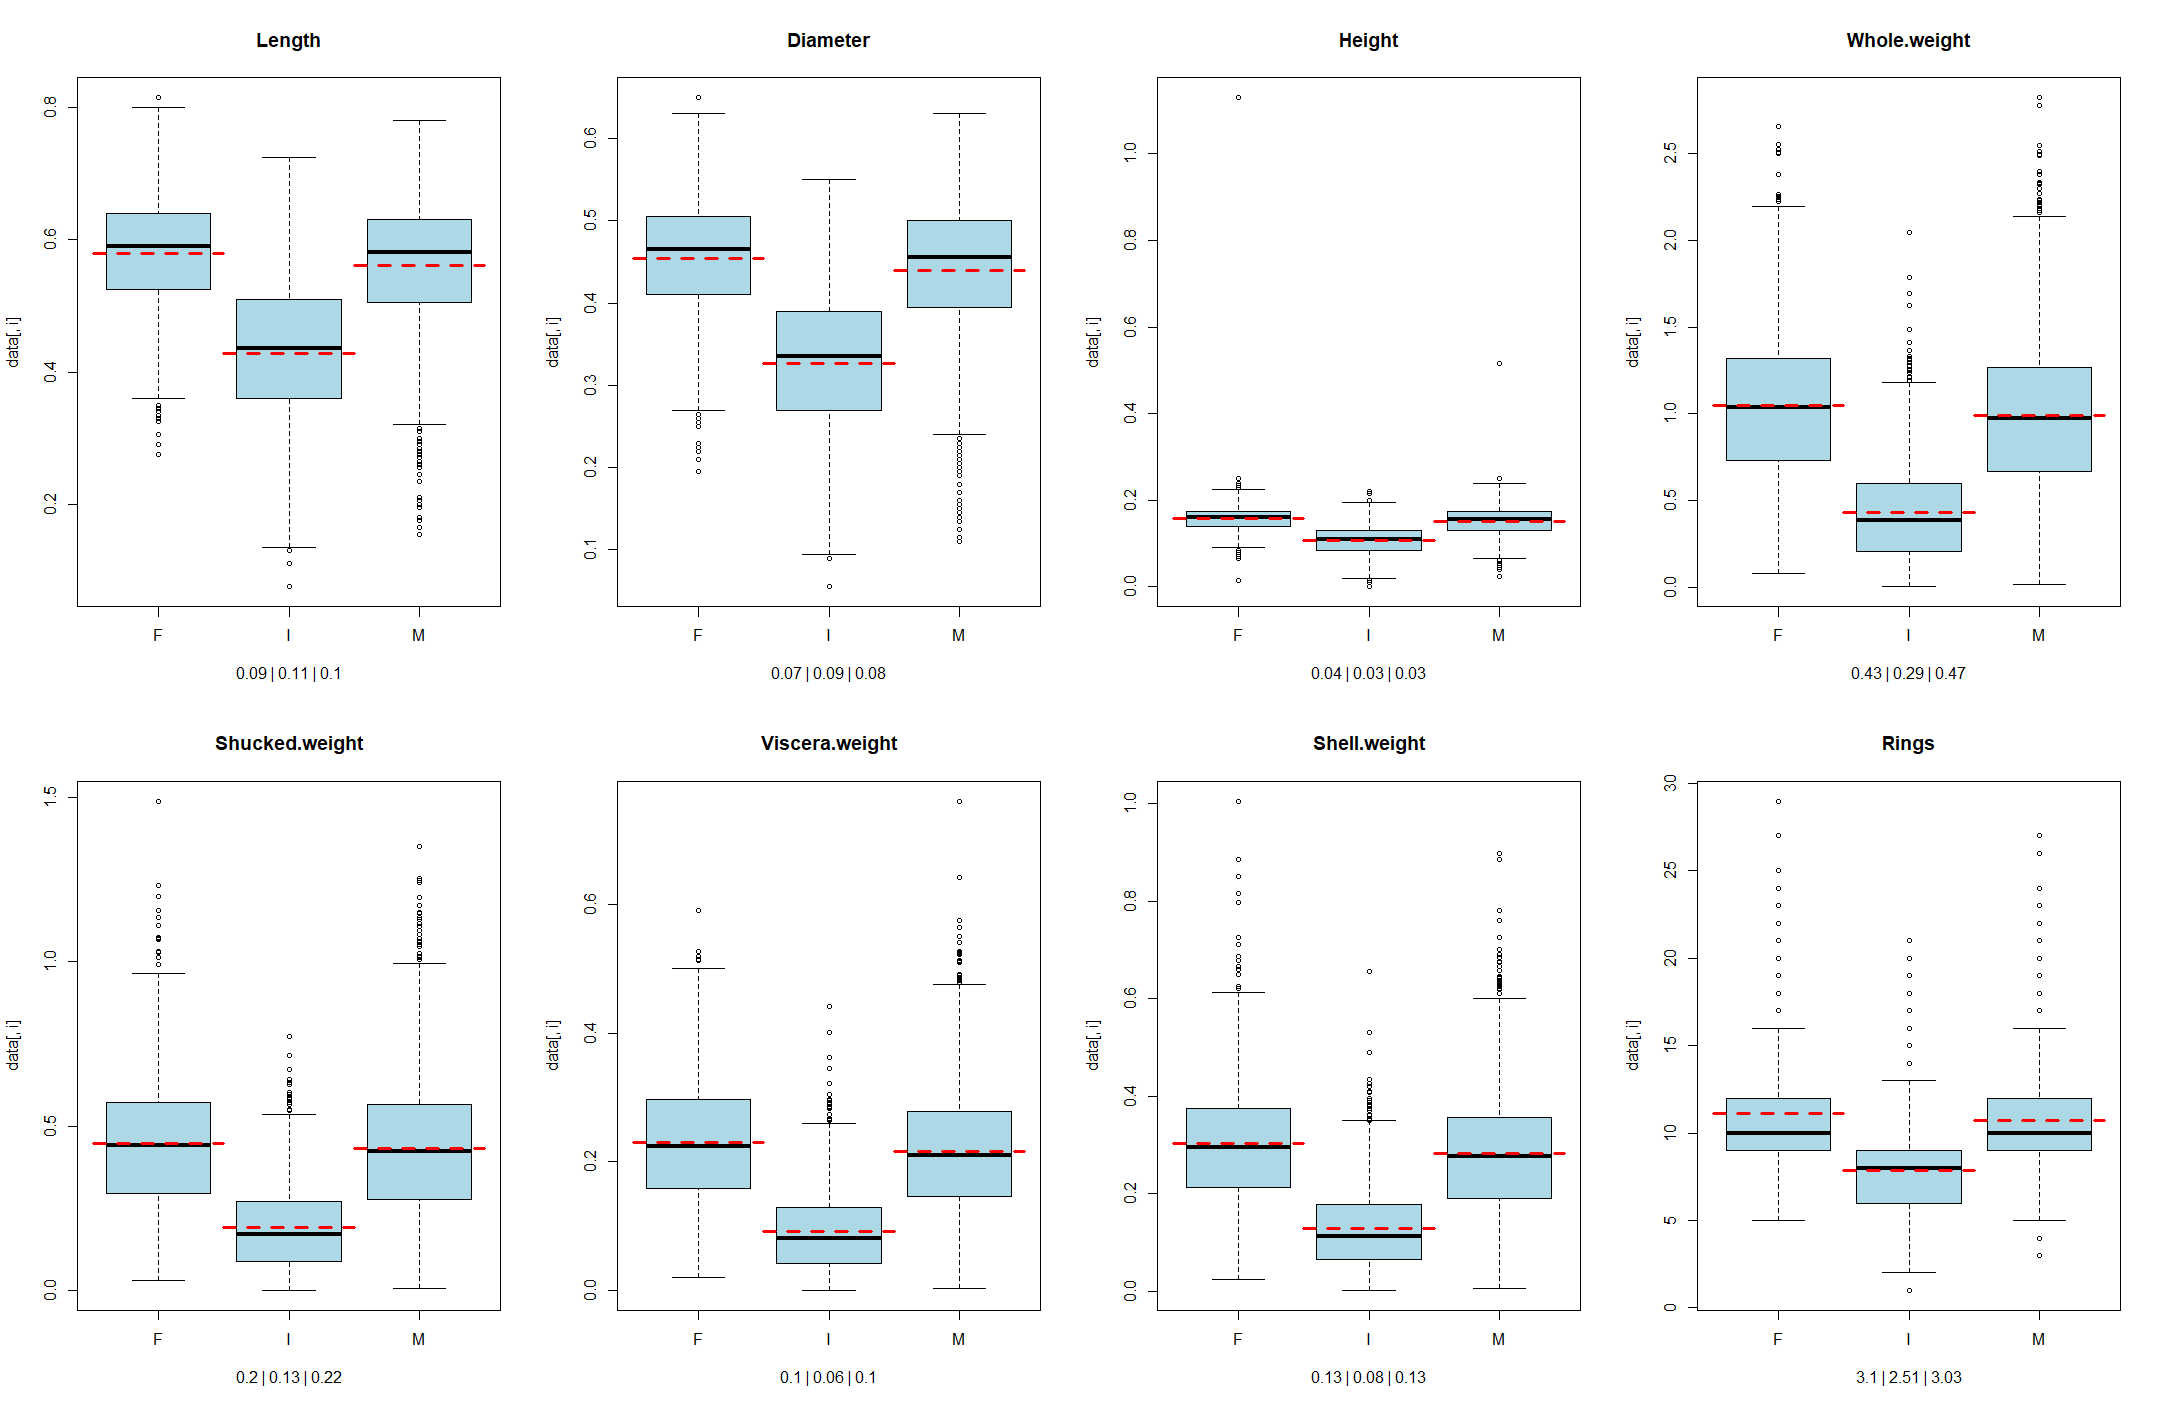 Length
Diameter
Height
Whole.weight
data[, i]
0.2
0.4
0.6
0.8
F
I
M
0.09 | 0.11 | 0.1
data[, i]
0.1
0.2
0.3
0.4
0.5
0.6
F
I
M
0.07 | 0.09 | 0.08
data[, i]
0.0
0.2
0.4
0.6
0.8
1.0
F
I
M
0.04 | 0.03 | 0.03
data[, i]
0.0
0.5
1.0
1.5
2.0
2.5
F
I
M
0.43 | 0.29 | 0.47
Shucked.weight
Viscera.weight
Shell.weight
Rings
data[, i]
0.0
0.5
1.0
1.5
F
I
M
0.2 | 0.13 | 0.22
data[, i]
0.0
0.2
0.4
0.6
F
I
M
0.1 | 0.06 | 0.1
data[, i]
0.0
0.2
0.4
0.6
0.8
1.0
F
I
M
0.13 | 0.08 | 0.13
data[, i]
0
5
10
15
20
25
30
F
I
M
3.1 | 2.51 | 3.03